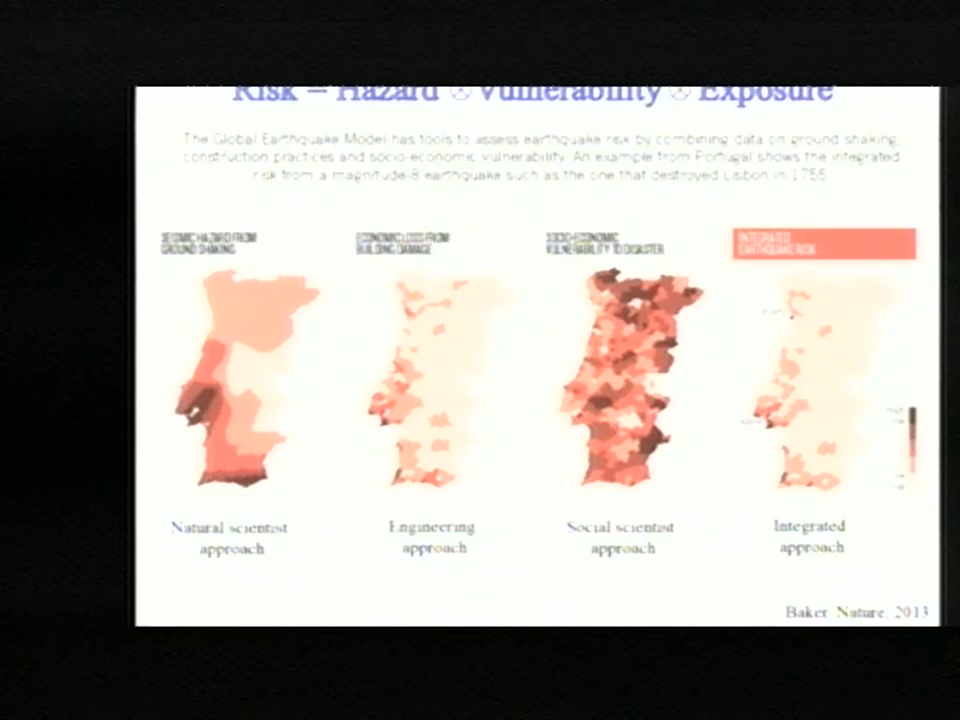 Risk = Hazard ⊗ Vulnerability ⊗ Exposure
The Global Earthquake Model has tools to assess earthquake risk by combining data on ground shaking,
construction practices and socio-economic vulnerability. An example from Portugal shows the integrated
risk from a magnitude-8 earthquake such as the one that destroyed Lisbon in 1755.
SEISMIC HAZARD FROM
GROUND SHAKING
ECONOMIC LOSS FROM
BUILDING DAMAGE
SOCIO-ECONOMIC
VULNERABILITY TO DISASTER
INTEGRATED
EARTHQUAKE RISK
Natural scientist
approach
Engineering
approach
Social scientist
approach
Integrated
approach
Baker, Nature, 2013